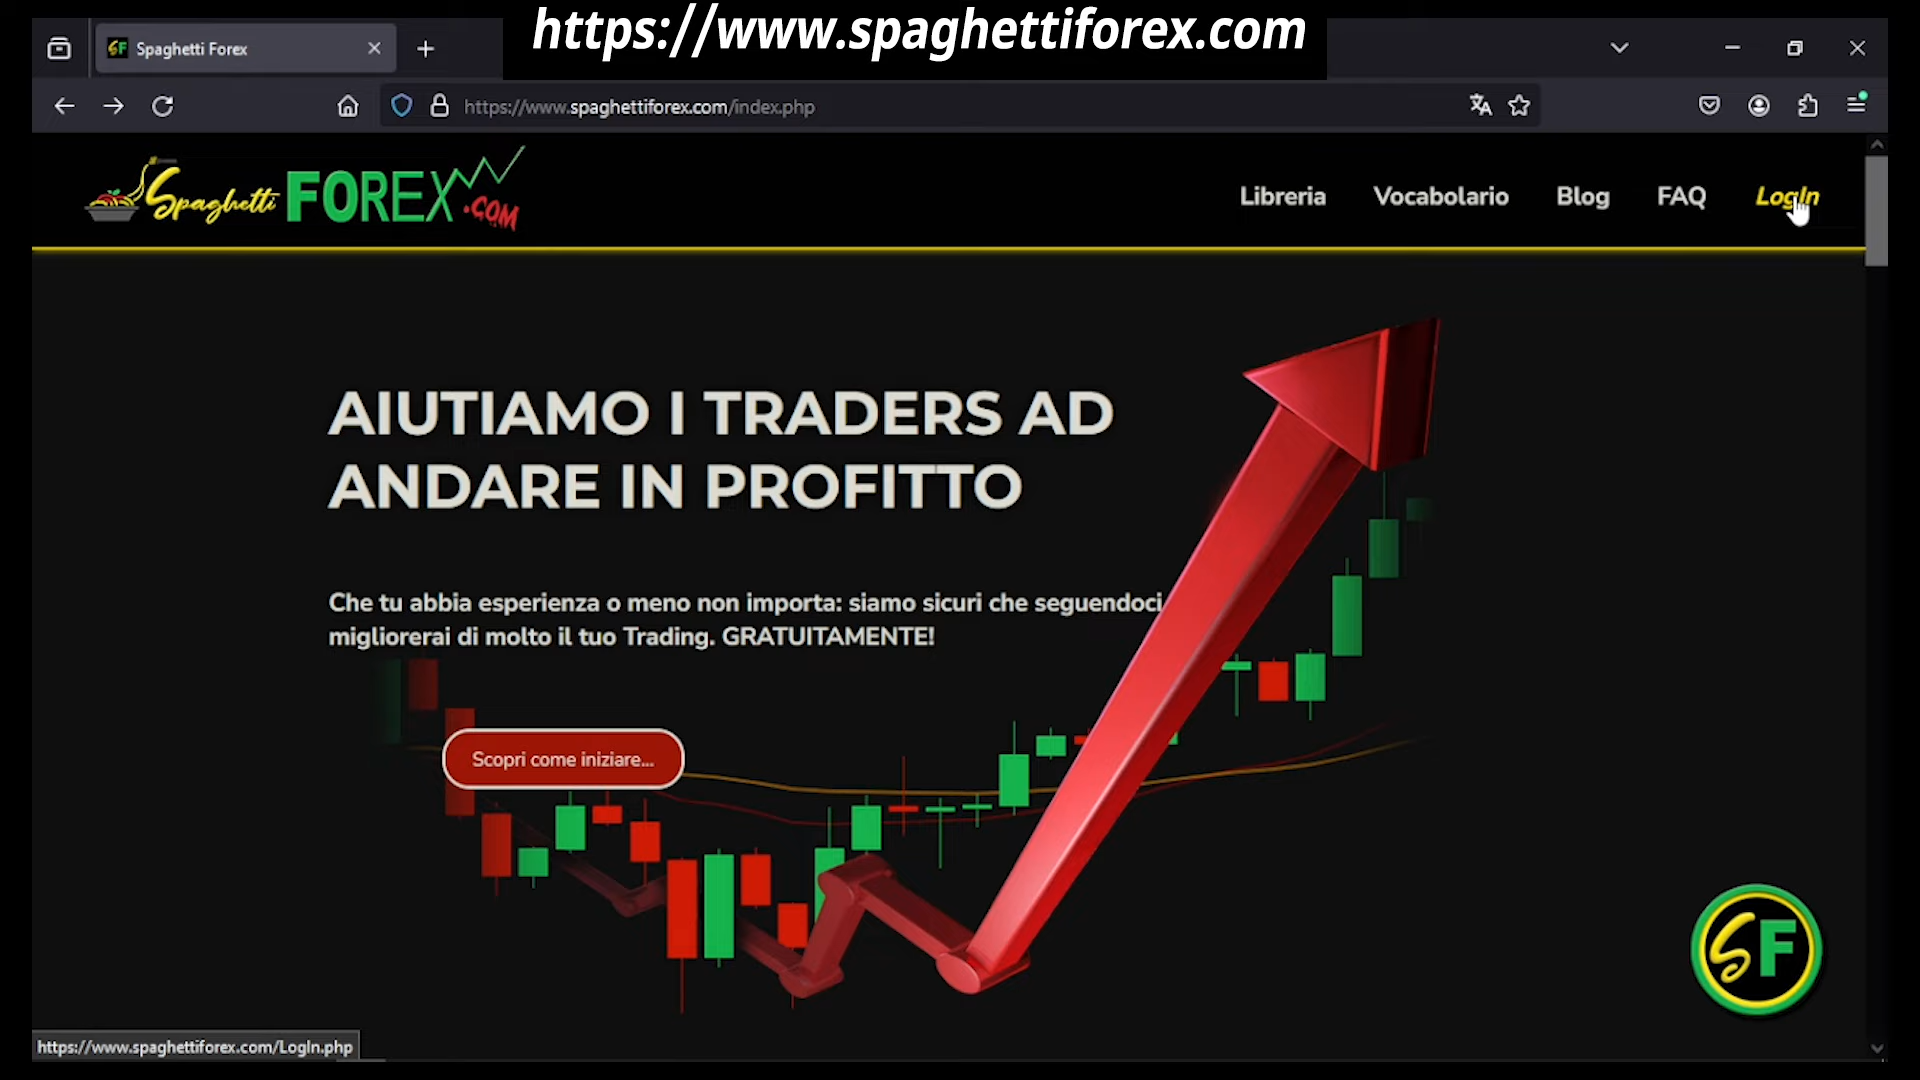 https://www.spaghettiforex.com
SF Spaghetti Forex
https://www.spaghettiforex.com/index.php
Spaghetti FOREX .COM
Libreria Vocabolario Blog FAQ LogIn
AIUTIAMO I TRADERS AD
ANDARE IN PROFITTO
Che tu abbia esperienza o meno non importa: siamo sicuri che seguendoci
migliorerai di molto il tuo Trading. GRATUITAMENTE!
Scopri come iniziare...
SF
https://www.spaghettiforex.com/LogIn.php